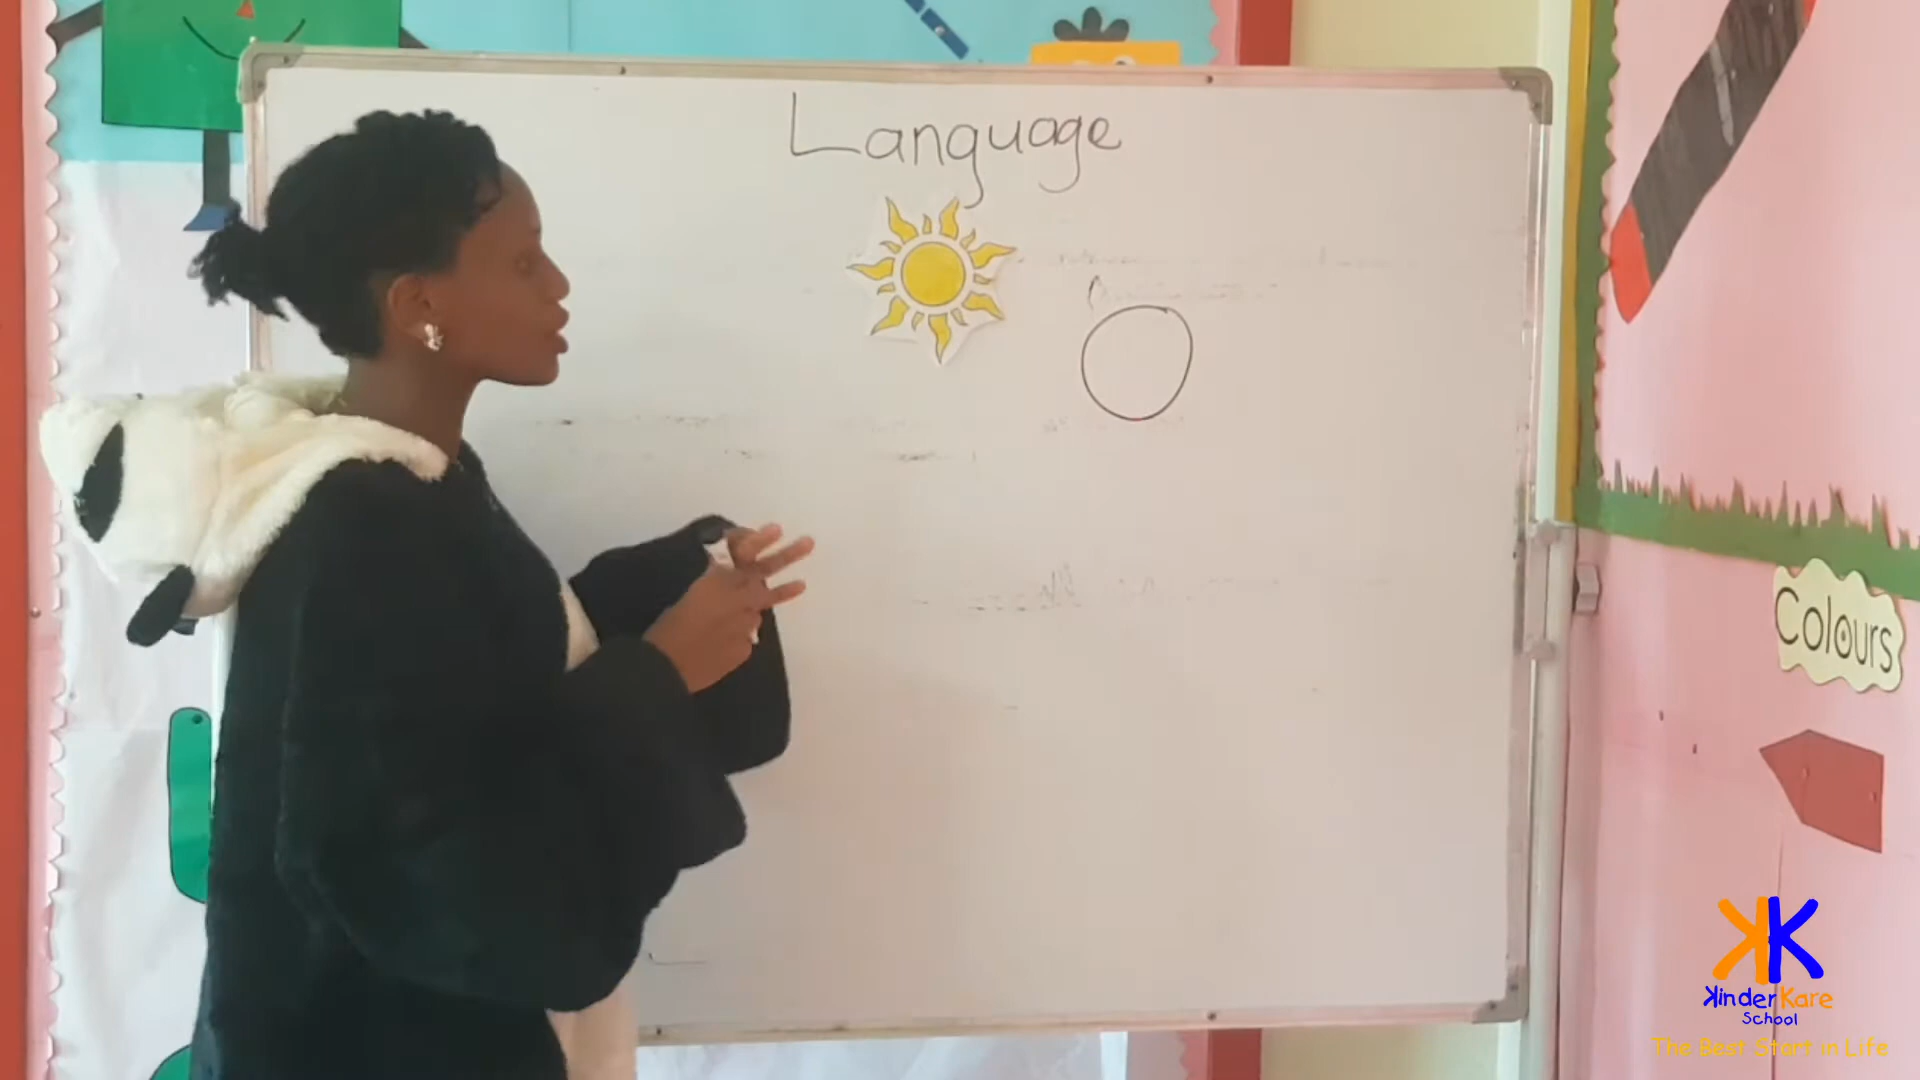 Language
Colours
KinderKare
School
The Best Start in Life